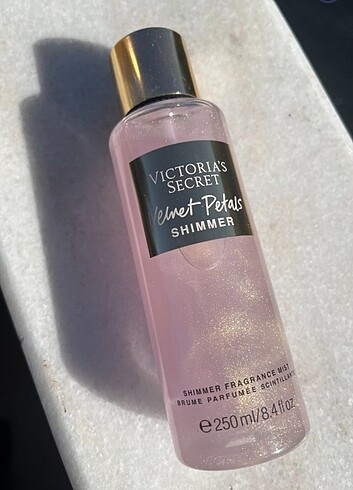 VICTORIA'S
SECRET
Velvet Petals
SHIMMER
SHIMMER FRAGRANCE MIST
BRUME PARFUMÉE SCINTILLANTE
℮250 ml/8.4 fl oz